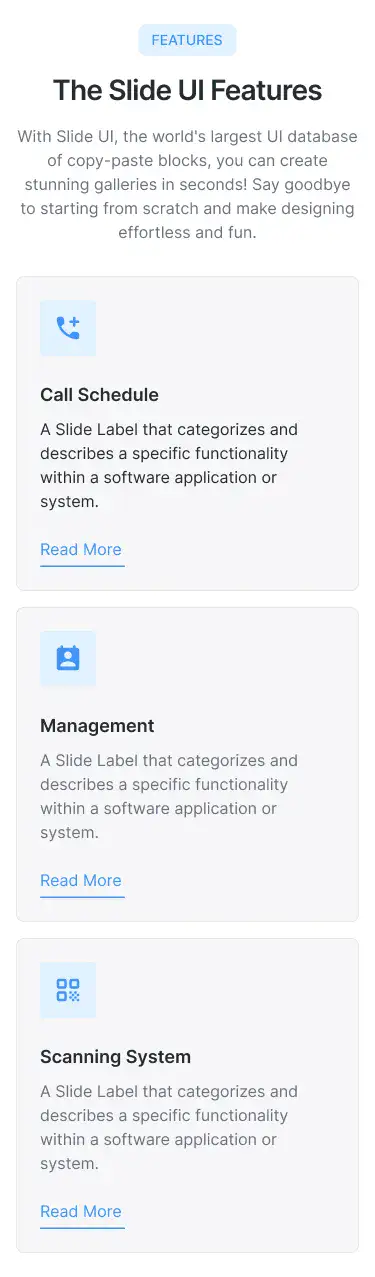 FEATURES
The Slide UI Features
With Slide UI, the world's largest UI database
of copy-paste blocks, you can create
stunning galleries in seconds! Say goodbye
to starting from scratch and make designing
effortless and fun.
Call Schedule
A Slide Label that categorizes and
describes a specific functionality
within a software application or
system.
Read More
Management
A Slide Label that categorizes and
describes a specific functionality
within a software application or
system.
Read More
Scanning System
A Slide Label that categorizes and
describes a specific functionality
within a software application or
system.
Read More